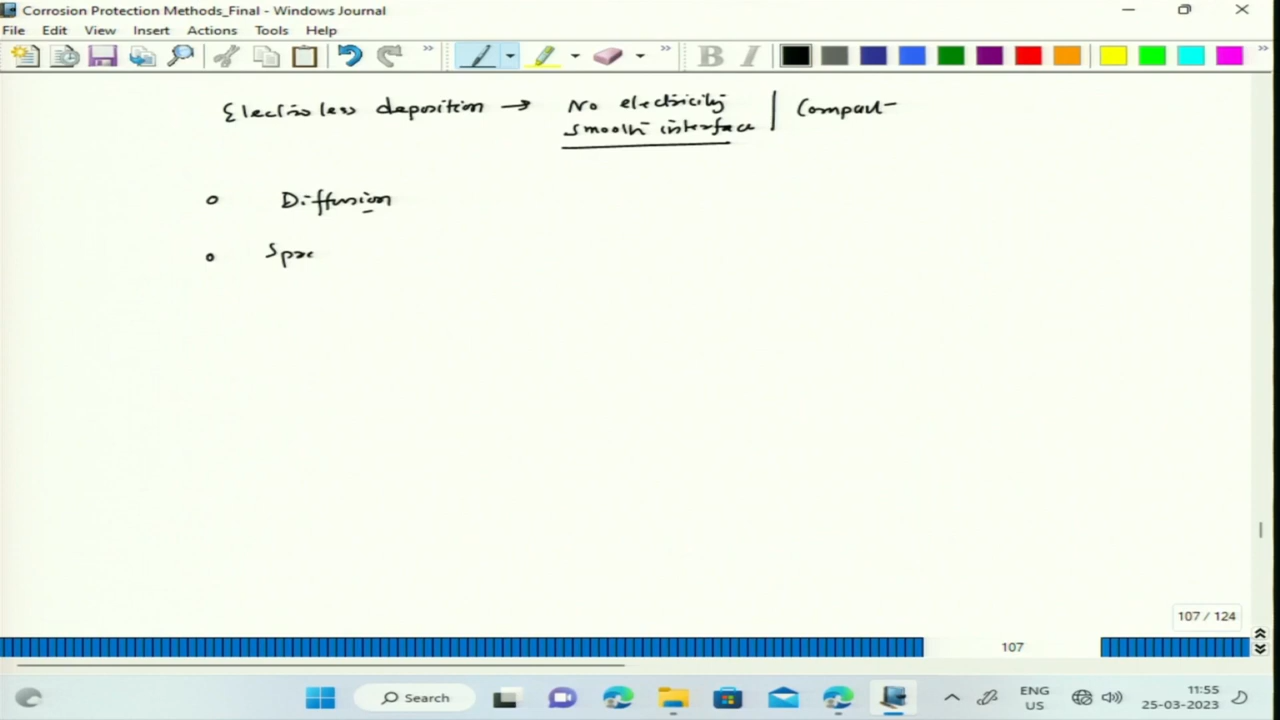 Corrosion Protection Methods_Final - Windows Journal
File Edit View Insert Actions Tools Help
B I
Electroless deposition → No electricity | Compact
smooth interface
o Diffusion
o Spra
107 / 124
107
Search
ENG
US
11:55
25-03-2023